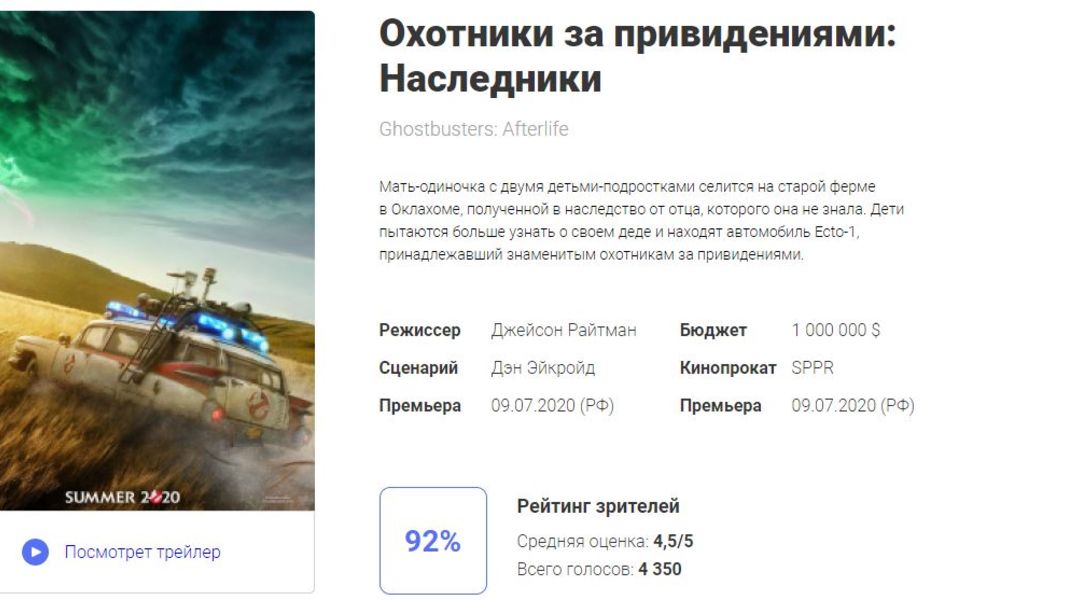 Охотники за привидениями:
Наследники
Ghostbusters: Afterlife
Мать-одиночка с двумя детьми-подростками селится на старой ферме
в Оклахоме, полученной в наследство от отца, которого она не знала. Дети
пытаются больше узнать о своем деде и находят автомобиль Ecto-1,
принадлежавший знаменитым охотникам за привидениями.
Режиссер Джейсон Райтман Бюджет 1 000 000 $
Сценарий Дэн Эйкройд Кинопрокат SPPR
Премьера 09.07.2020 (РФ) Премьера 09.07.2020 (РФ)
SUMMER 2020
92%
Рейтинг зрителей
Средняя оценка: 4,5/5
Всего голосов: 4 350
Посмотрет трейлер